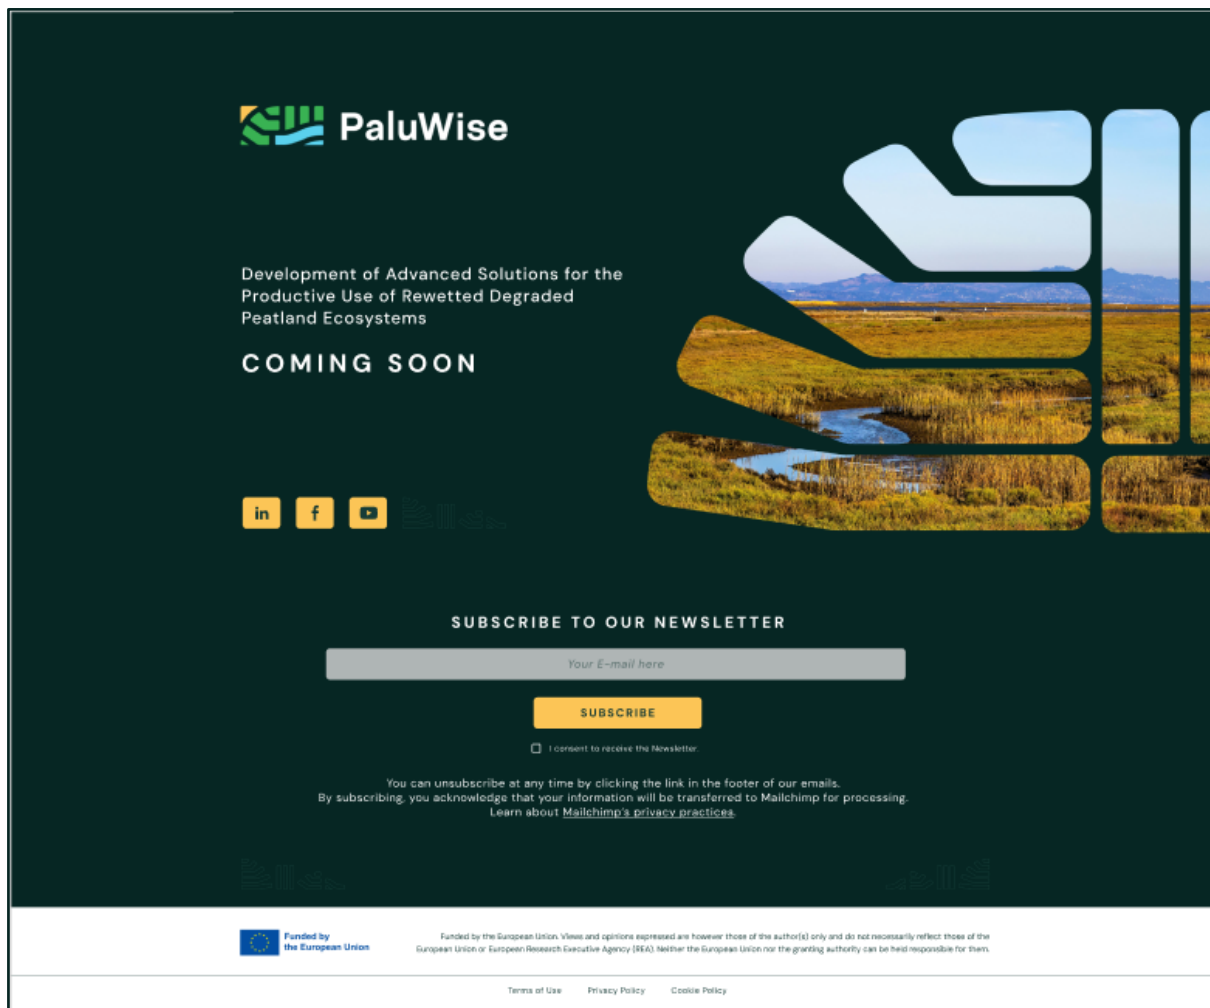 PaluWise
Development of Advanced Solutions for the
Productive Use of Rewetted Degraded
Peatland Ecosystems
COMING SOON
in
f
SUBSCRIBE TO OUR NEWSLETTER
Your E-mail here
SUBSCRIBE
I consent to receive the Newsletter.
You can unsubscribe at any time by clicking the link in the footer of our emails.
By subscribing, you acknowledge that your information will be transferred to Mailchimp for processing.
Learn about Mailchimp's privacy practices.
Funded by
the European Union
Funded by the European Union. Views and opinions expressed are however those of the author(s) only and do not necessarily reflect those of the
European Union or European Research Executive Agency (REA). Neither the European Union nor the granting authority can be held responsible for them.
Terms of Use Privacy Policy Cookie Policy